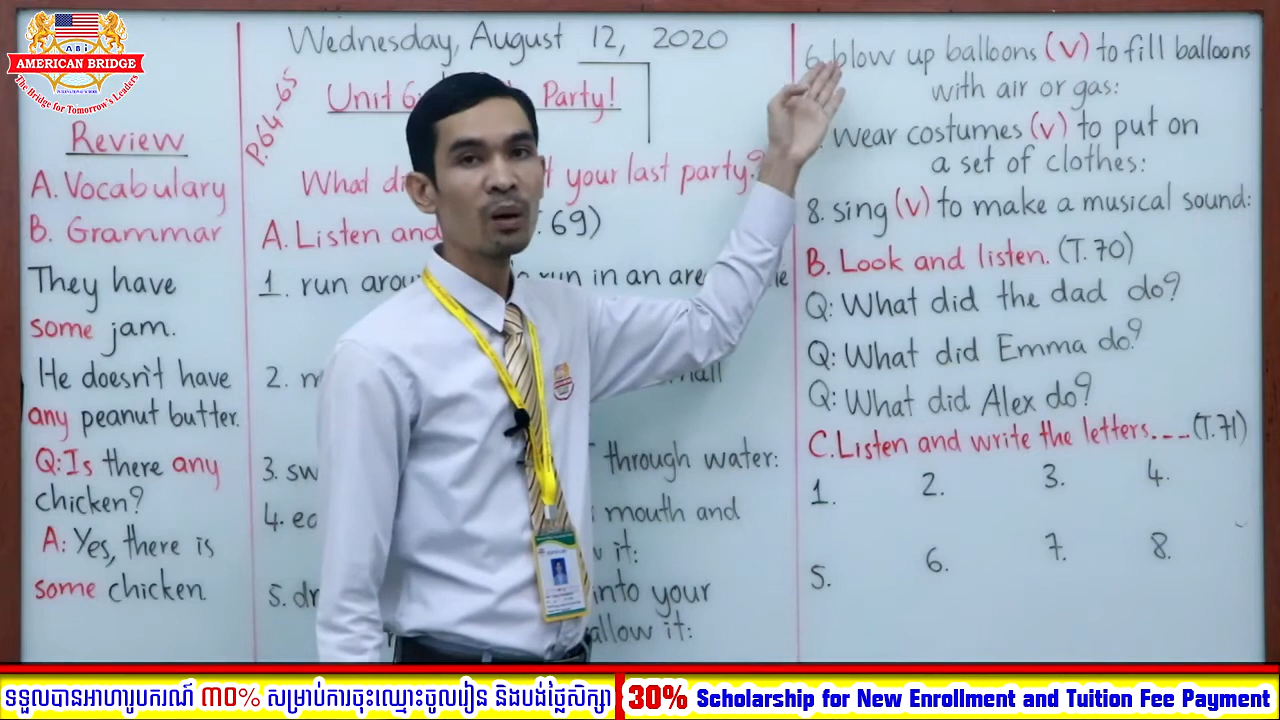 ABi
AMERICAN BRIDGE
INTERNATIONAL SCHOOL
The Bridge for Tomorrow's Leaders
Wednesday, August 12, 2020
P.64-65
Unit 6: Party!
What your last party?
Review
A. Vocabulary
B. Grammar
They have
some jam.
He doesn't have
any peanut butter.
Q: Is there any
chicken?
A: Yes, there is
some chicken.
A. Listen and 69)
1. run run in an
2.
3. through water:
4. mouth and
it:
5. into your
it:
6. blow up balloons (v) to fill balloons
with air or gas:
wear costumes (v) to put on
a set of clothes:
8. sing (v) to make a musical sound:
B. Look and listen. (T.70)
Q: What did the dad do?
Q: What did Emma do?
Q: What did Alex do?
C. Listen and write the letters.... (T.71)
1. 2. 3. 4.
5. 6. 7. 8.
ទទួលបានអាហារូបករណ៍ ៣០% សម្រាប់ការចុះឈ្មោះចូលរៀន និងបង់ថ្លៃសិក្សា
30% Scholarship for New Enrollment and Tuition Fee Payment